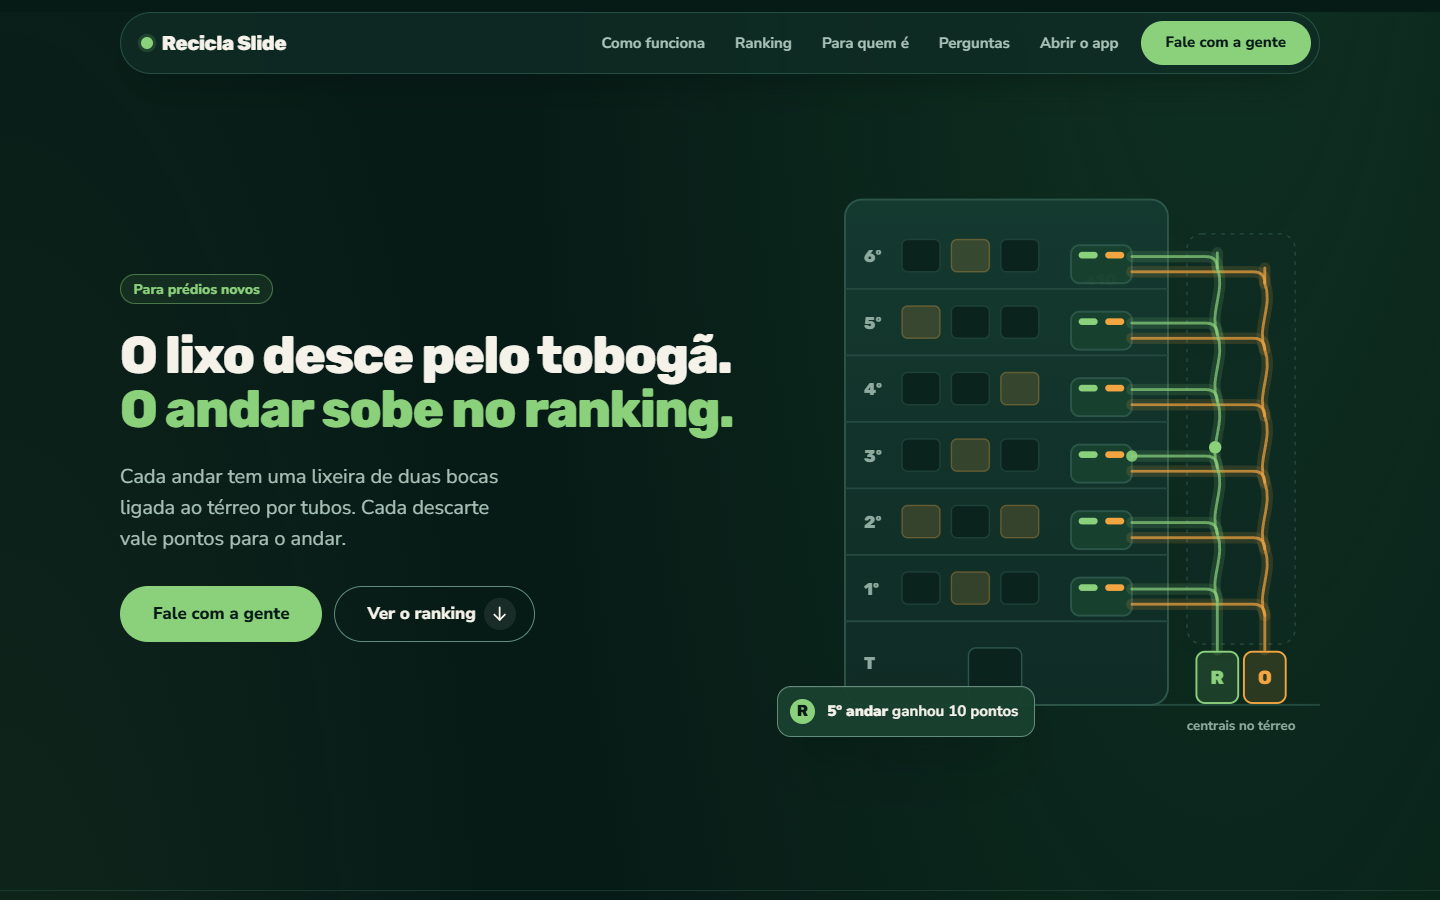 Recicla Slide
Como funciona
Ranking
Para quem é
Perguntas
Abrir o app
Fale com a gente
Para prédios novos
O lixo desce pelo tobogã.
O andar sobe no ranking.
Cada andar tem uma lixeira de duas bocas
ligada ao térreo por tubos. Cada descarte
vale pontos para o andar.
Fale com a gente
Ver o ranking
6º
5º
4º
3º
2º
1º
T
R
O
R 5º andar ganhou 10 pontos
centrais no térreo